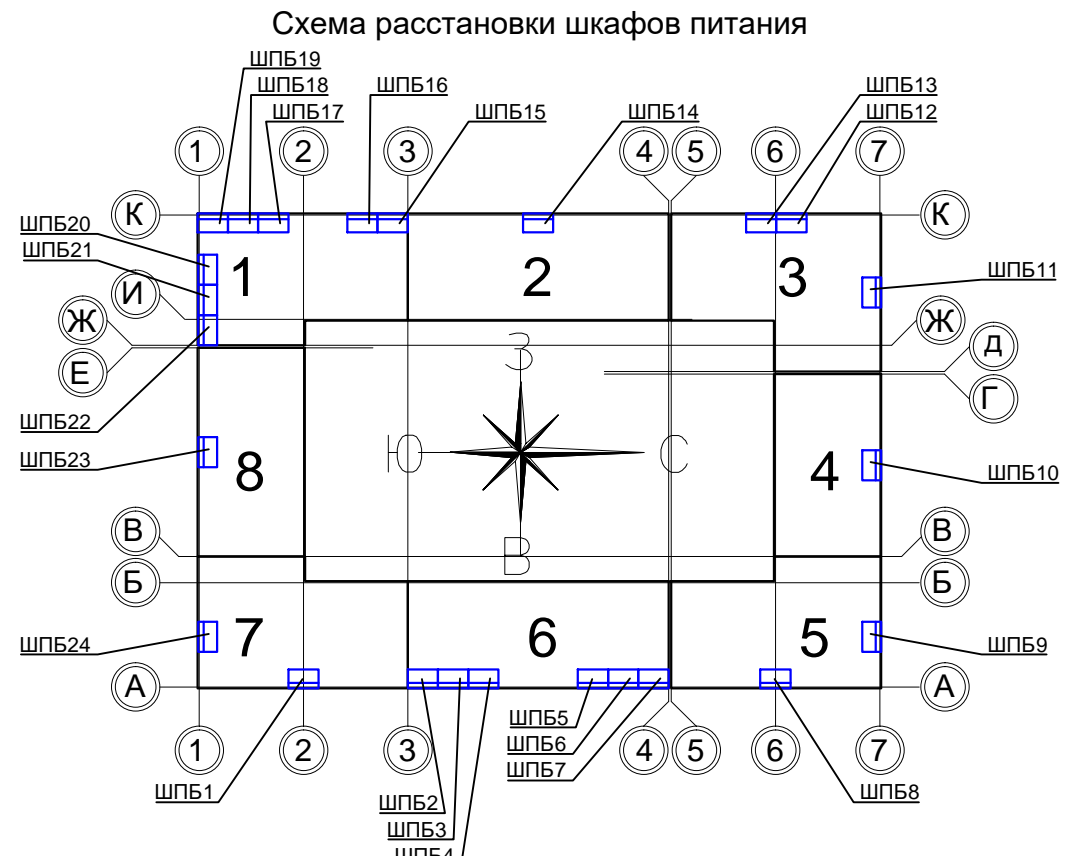 Схема расстановки шкафов питания
ШПБ19
ШПБ18
ШПБ17
ШПБ16
ШПБ15
ШПБ14
ШПБ13
ШПБ12
1 2 3 4 5 6 7
К К
ШПБ20
ШПБ21
1 2 3
ШПБ11
И
Ж Ж
Е
Д
Г
З
ШПБ22
ШПБ23
8
Ю С
4
ШПБ10
В В
В
Б Б
ШПБ24
7 6 5
ШПБ9
А А
ШПБ5
ШПБ6
ШПБ7
1 2 3 4 5 6 7
ШПБ1
ШПБ8
ШПБ2
ШПБ3
ШПБ4